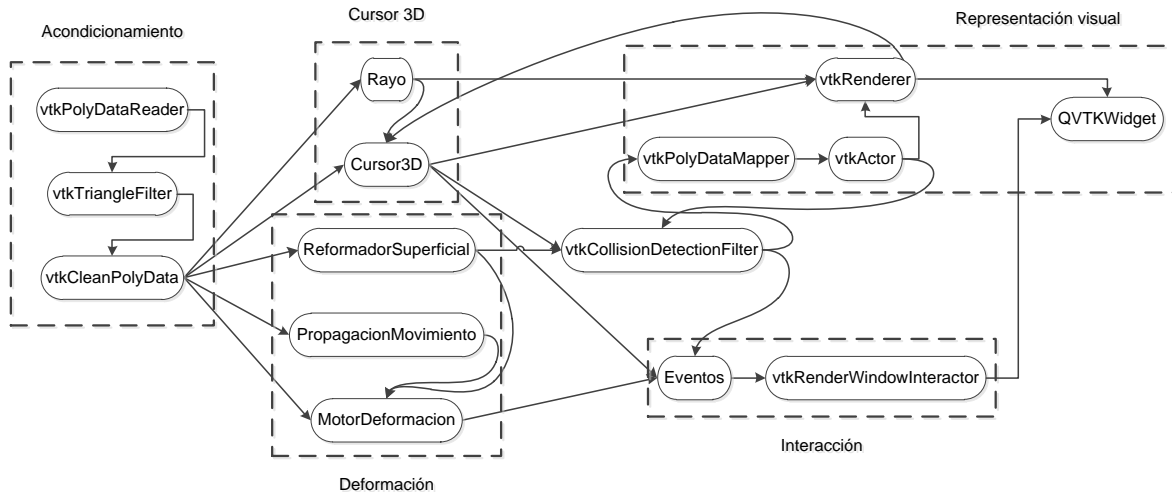 Acondicionamiento
vtkPolyDataReader
vtkTriangleFilter
vtkCleanPolyData
Cursor 3D
Rayo
Cursor3D
ReformadorSuperficial
PropagacionMovimiento
MotorDeformacion
Deformación
Representación visual
vtkRenderer
QVTKWidget
vtkPolyDataMapper
vtkActor
vtkCollisionDetectionFilter
Eventos
vtkRenderWindowInteractor
Interacción